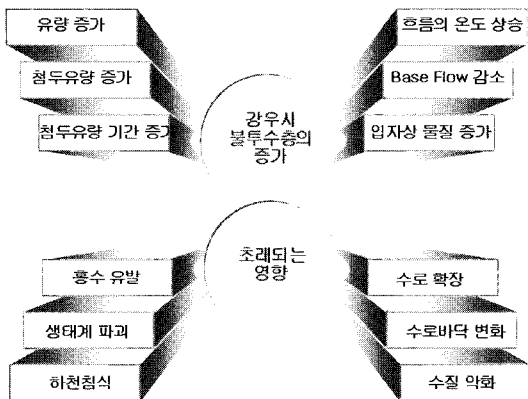 유량 증가
첨두유량 증가
첨두유량 기간 증가
강우시
불투수층의
증가
흐름의 온도 상승
Base Flow 감소
입자상 물질 증가
초래되는
영향
홍수 유발
생태계 파괴
하천침식
수로 확장
수로바닥 변화
수질 악화